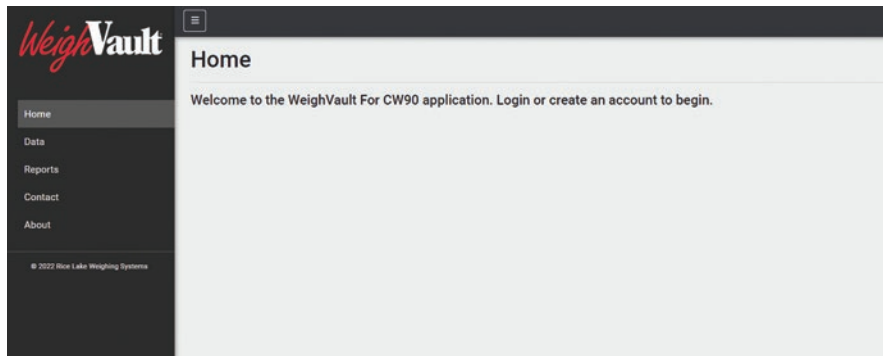 WeighVault
Home
Data
Reports
Contact
About
© 2022 Rice Lake Weighing Systems
Home
Welcome to the WeighVault For CW90 application. Login or create an account to begin.